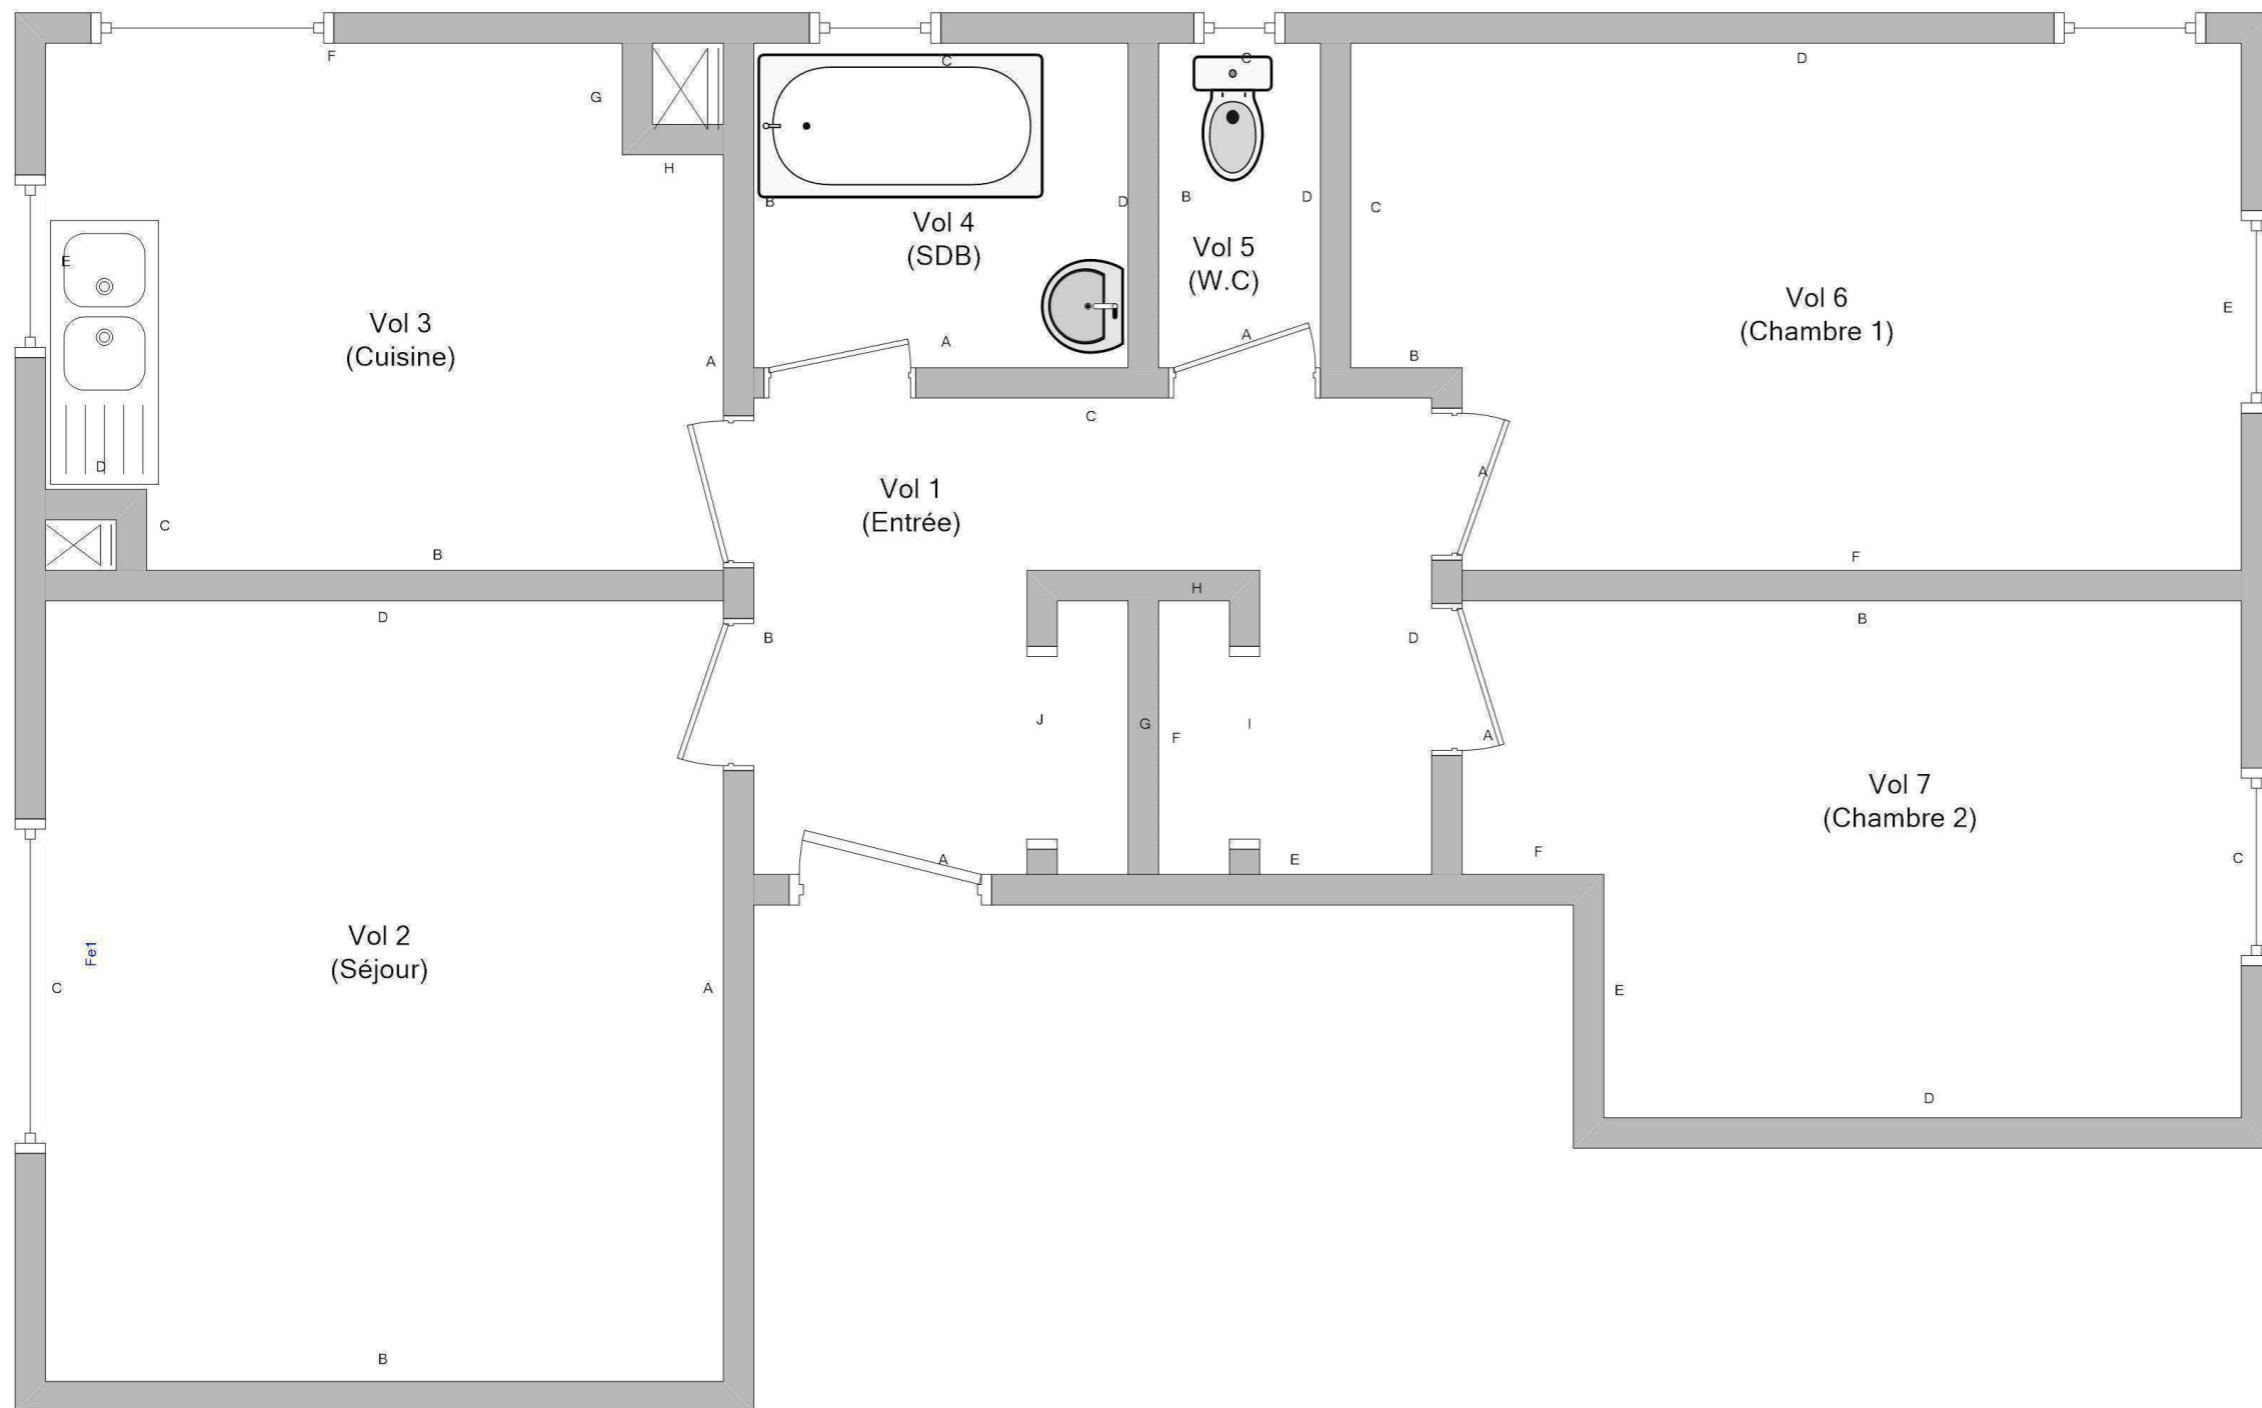 F
G
H
E
Vol 3
(Cuisine)
A
D
C
B
C
B
D
Vol 4
(SDB)
A
C
B
D
Vol 5
(W.C)
A
D
C
B
Vol 6
(Chambre 1)
E
A
F
C
Vol 1
(Entrée)
B
D
H
J
G
F
I
A
E
D
Fe1
C
Vol 2
(Séjour)
A
B
B
A
Vol 7
(Chambre 2)
C
F
E
D